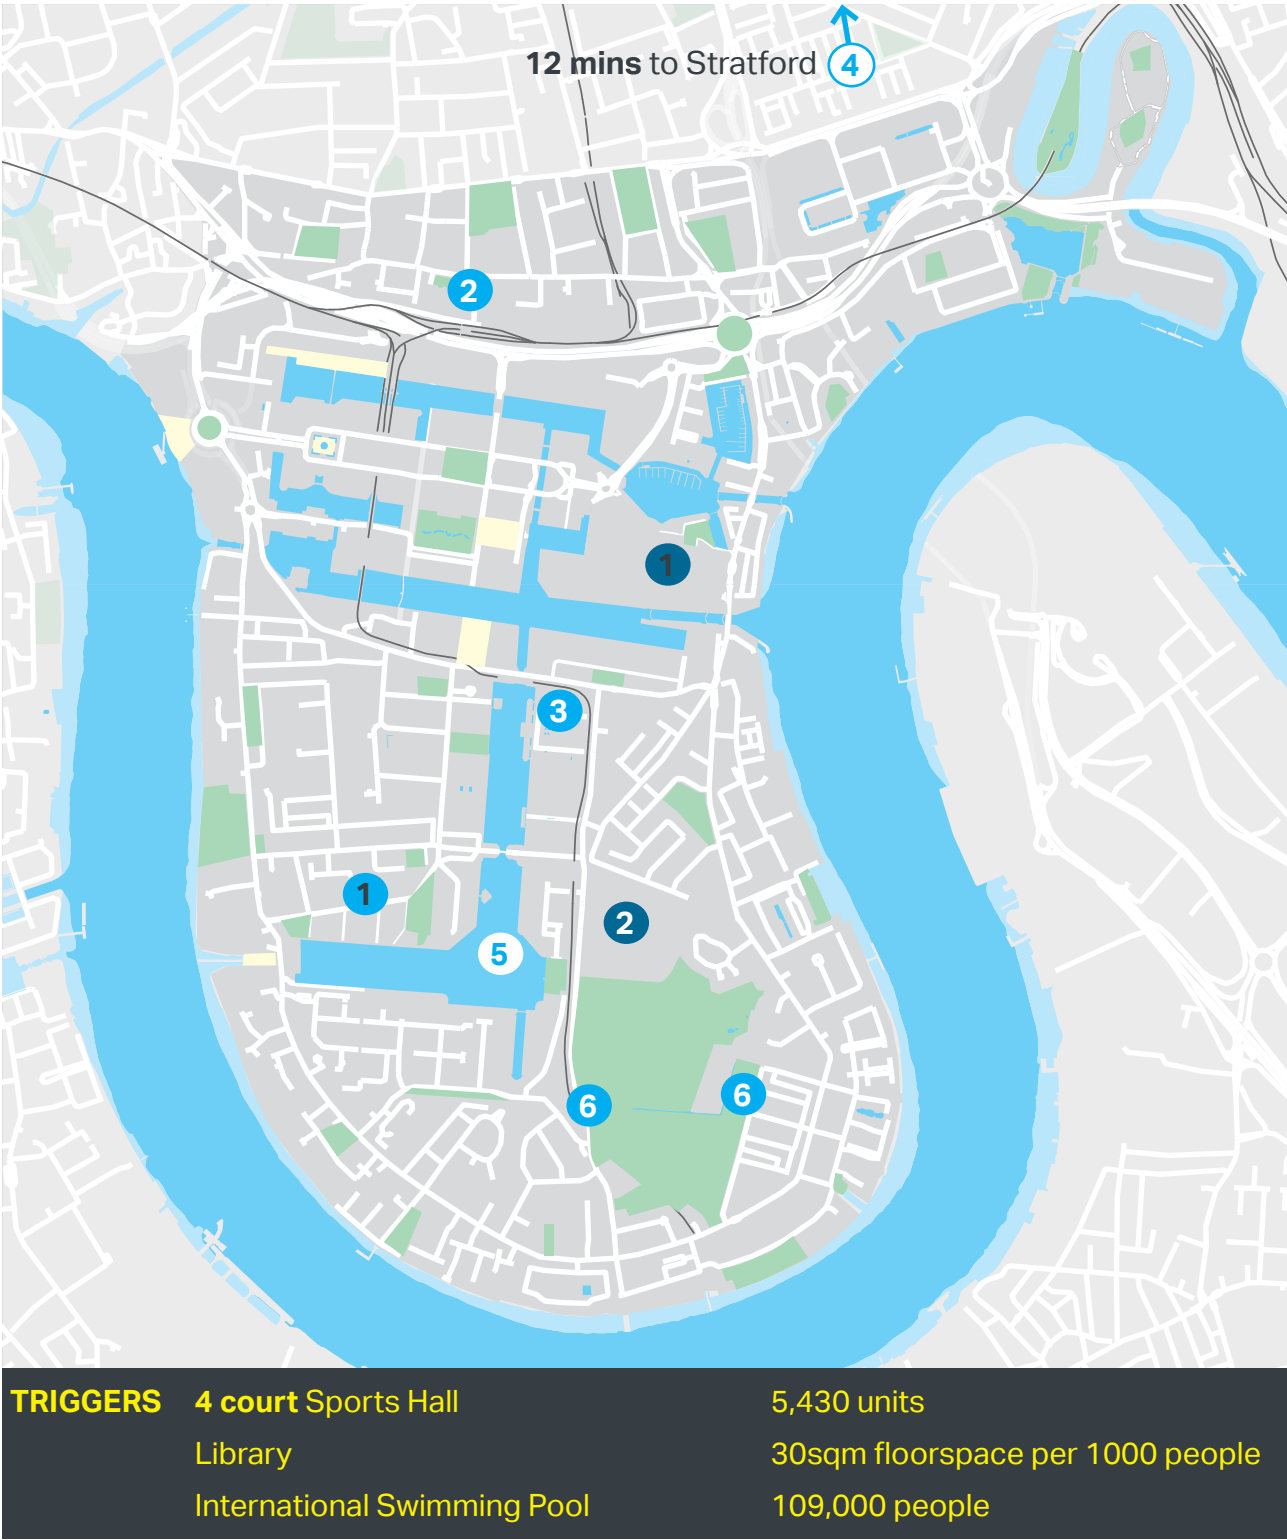 12 mins to Stratford 4
2
1
3
1
2
5
6
6
TRIGGERS 4 court Sports Hall 5,430 units
Library 30sqm floorspace per 1000 people
International Swimming Pool 109,000 people